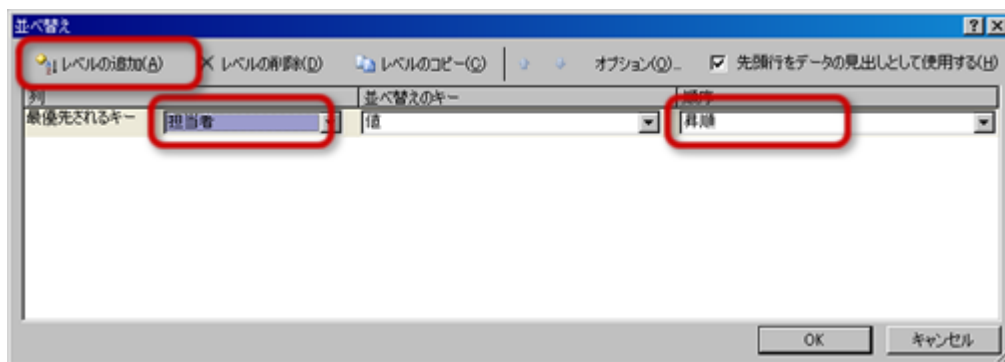 並べ替え
レベルの追加(A) レベルの削除(D) レベルのコピー(C) オプション(O)... 先頭行をデータの見出しとして使用する(H)
列 並べ替えのキー 順序
最優先されるキー 担当者 値 昇順
OK キャンセル